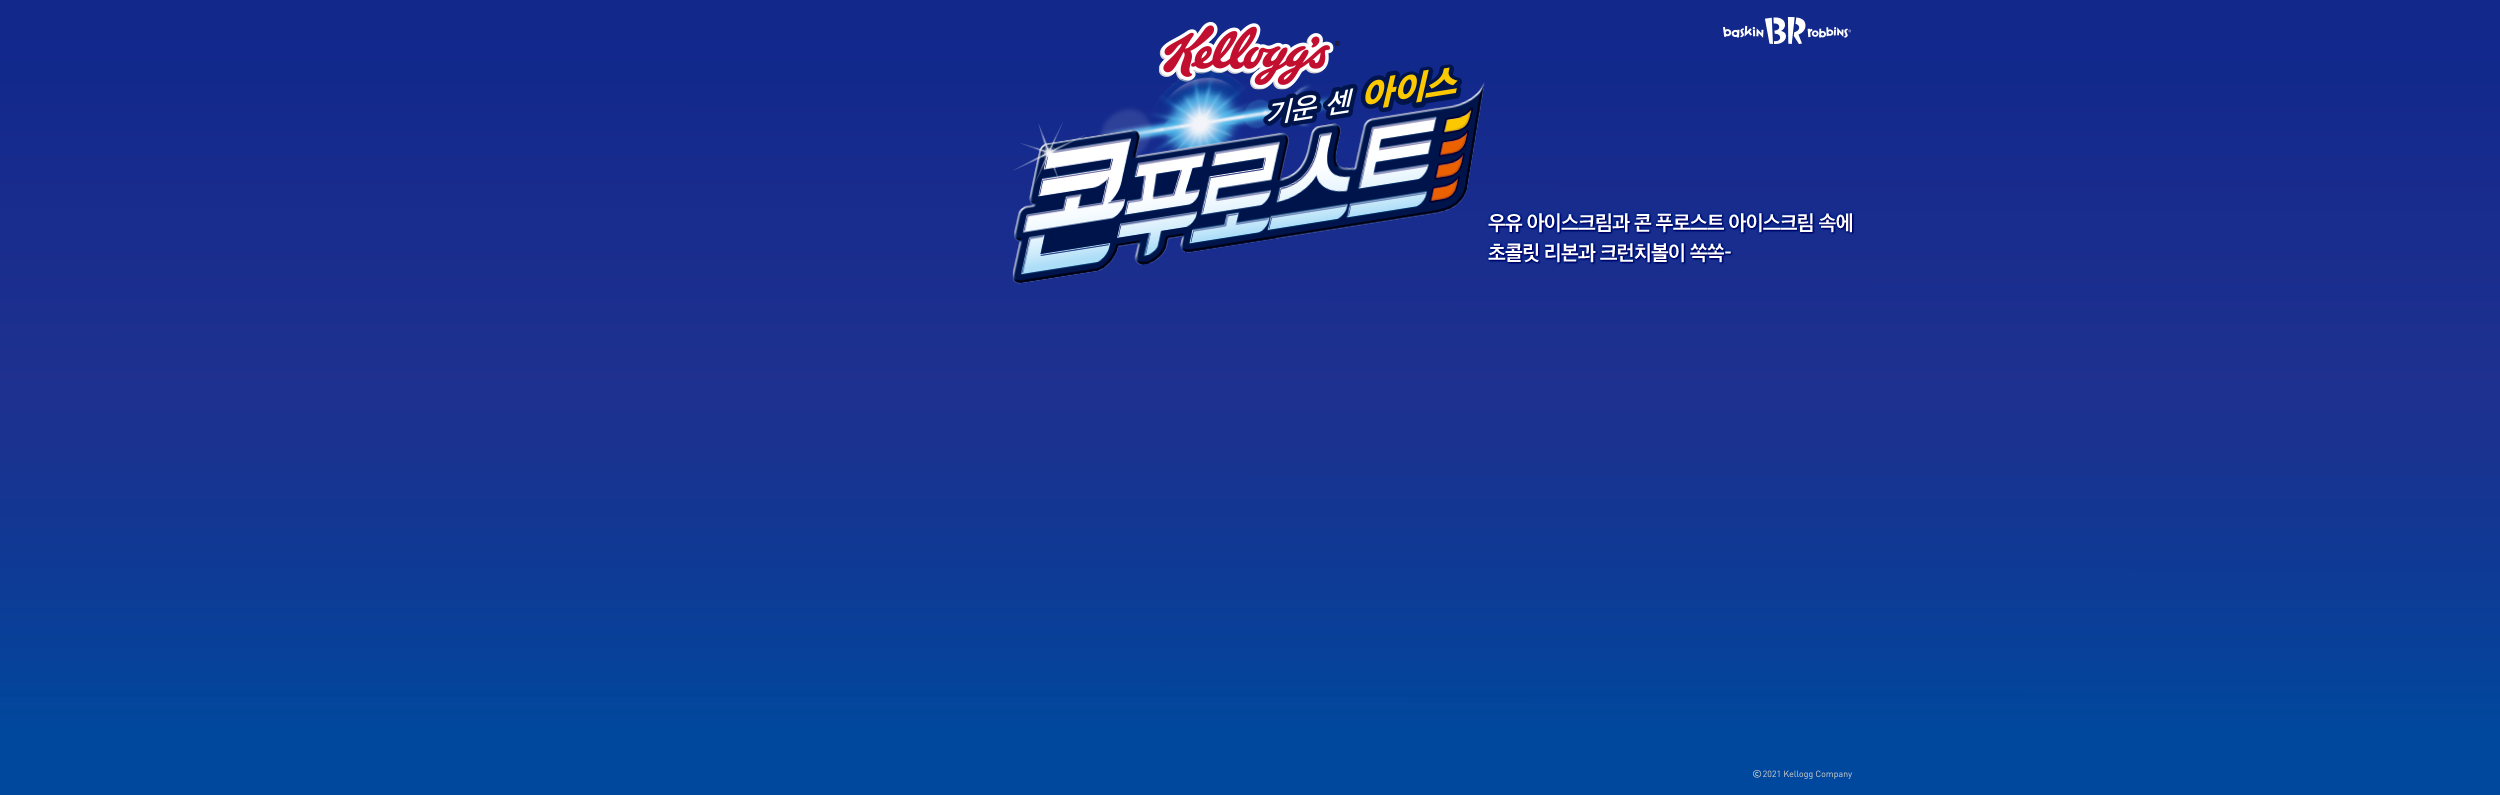 Kellogg's
baskin BR robbins
기운 센 아이스
콘푸로스트
우유 아이스크림과 콘 푸로스트 아이스크림 속에
초콜릿 리본과 크런치볼이 쏙쏙-
©2021 Kellogg Company